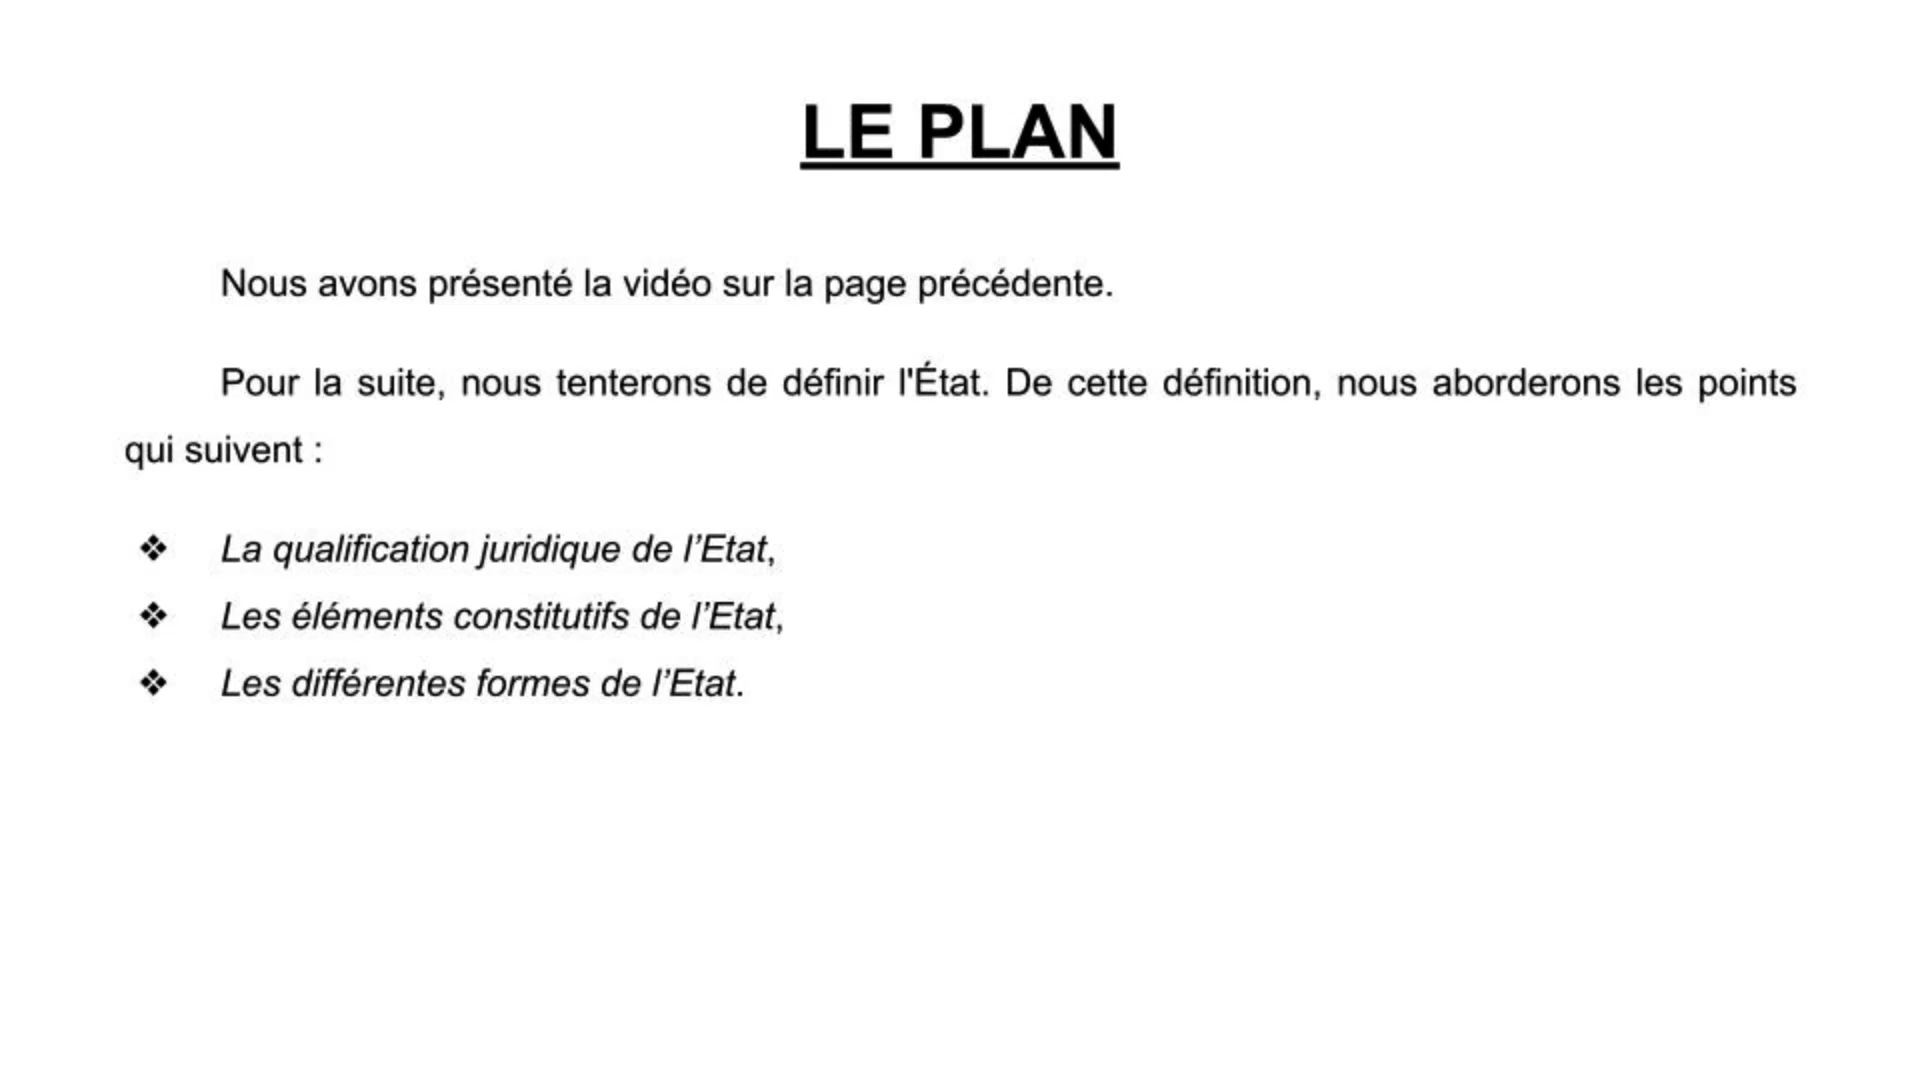 LE PLAN
Nous avons présenté la vidéo sur la page précédente.
Pour la suite, nous tenterons de définir l'État. De cette définition, nous aborderons les points
qui suivent :
❖ La qualification juridique de l’Etat,
❖ Les éléments constitutifs de l’Etat,
❖ Les différentes formes de l’Etat.